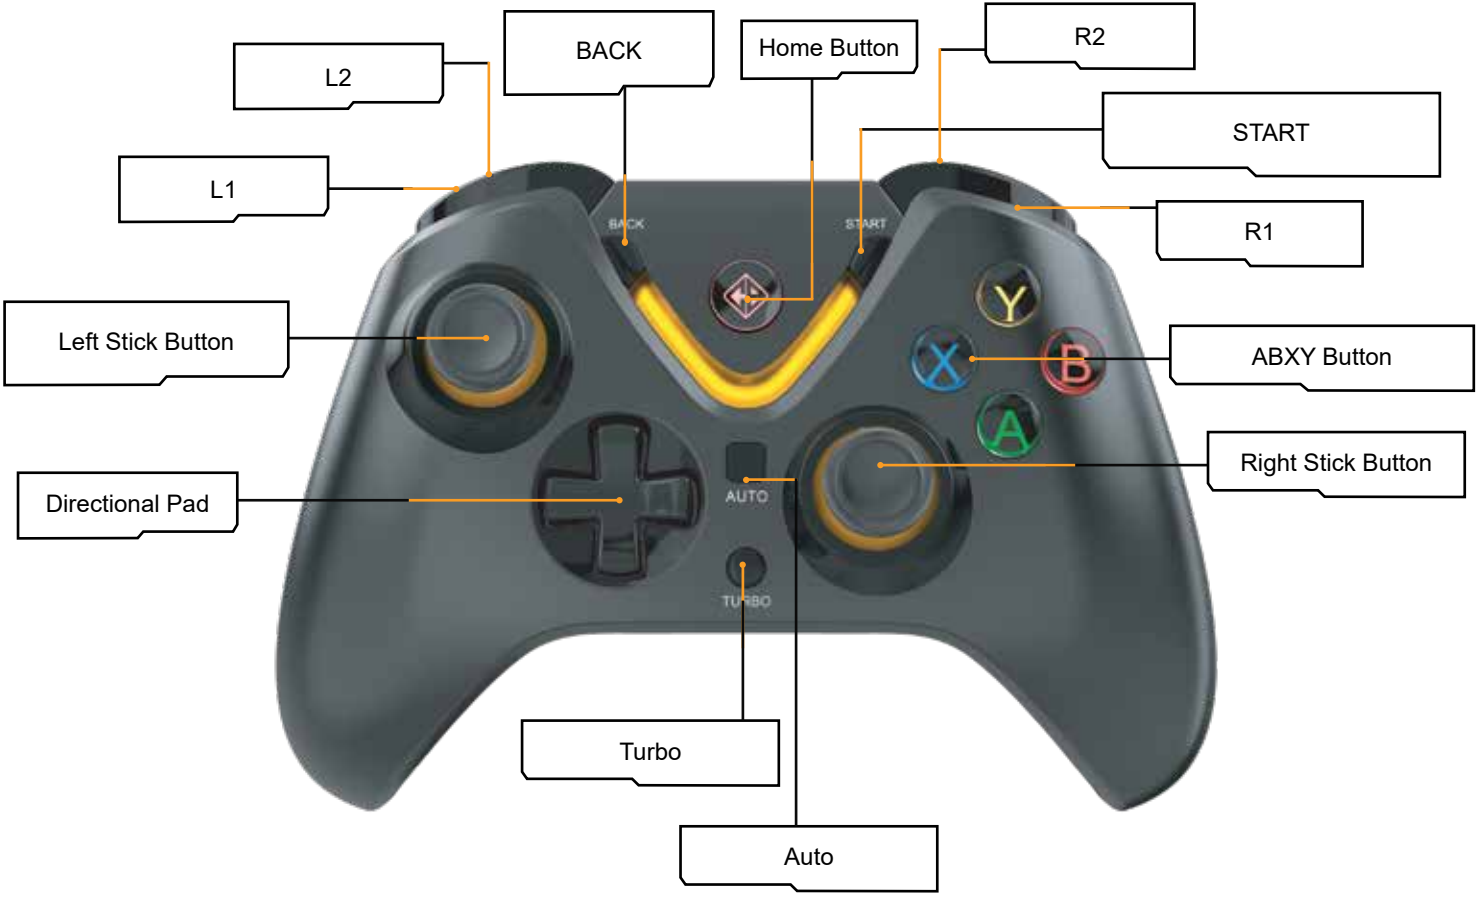 R2
BACK
Home Button
L2
START
L1
BACK
START
R1
Y
Left Stick Button
X
B
ABXY Button
A
Right Stick Button
Directional Pad
AUTO
TURBO
Turbo
Auto